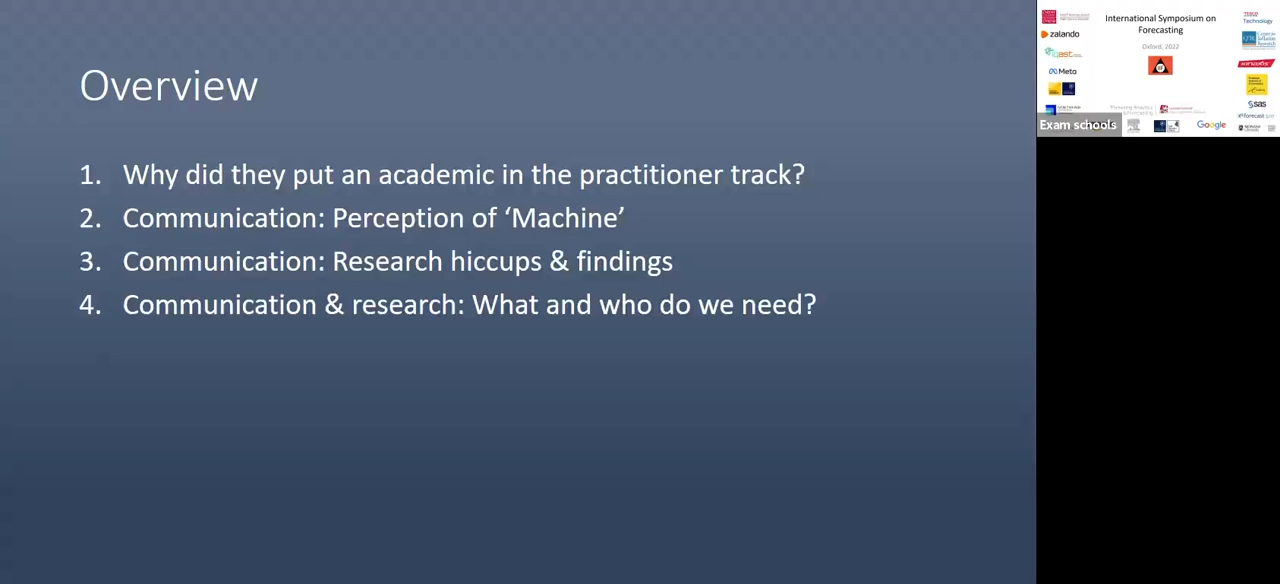 Overview
1. Why did they put an academic in the practitioner track?
2. Communication: Perception of ‘Machine’
3. Communication: Research hiccups & findings
4. Communication & research: What and who do we need?
International Symposium on
Forecasting
Oxford, 2022
zalando
Meta
Technology
sas
Google
Exam schools